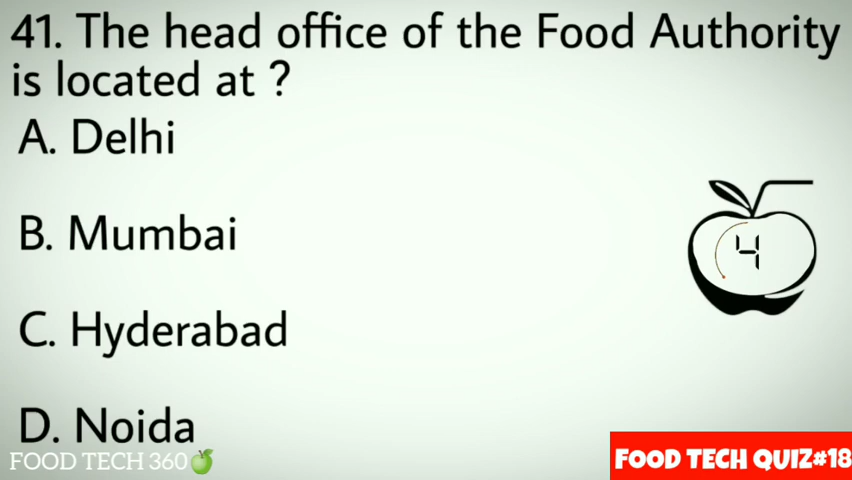 41. The head office of the Food Authority
is located at ?
A. Delhi
B. Mumbai
4
C. Hyderabad
D. Noida
FOOD TECH 360
FOOD TECH QUIZ#18